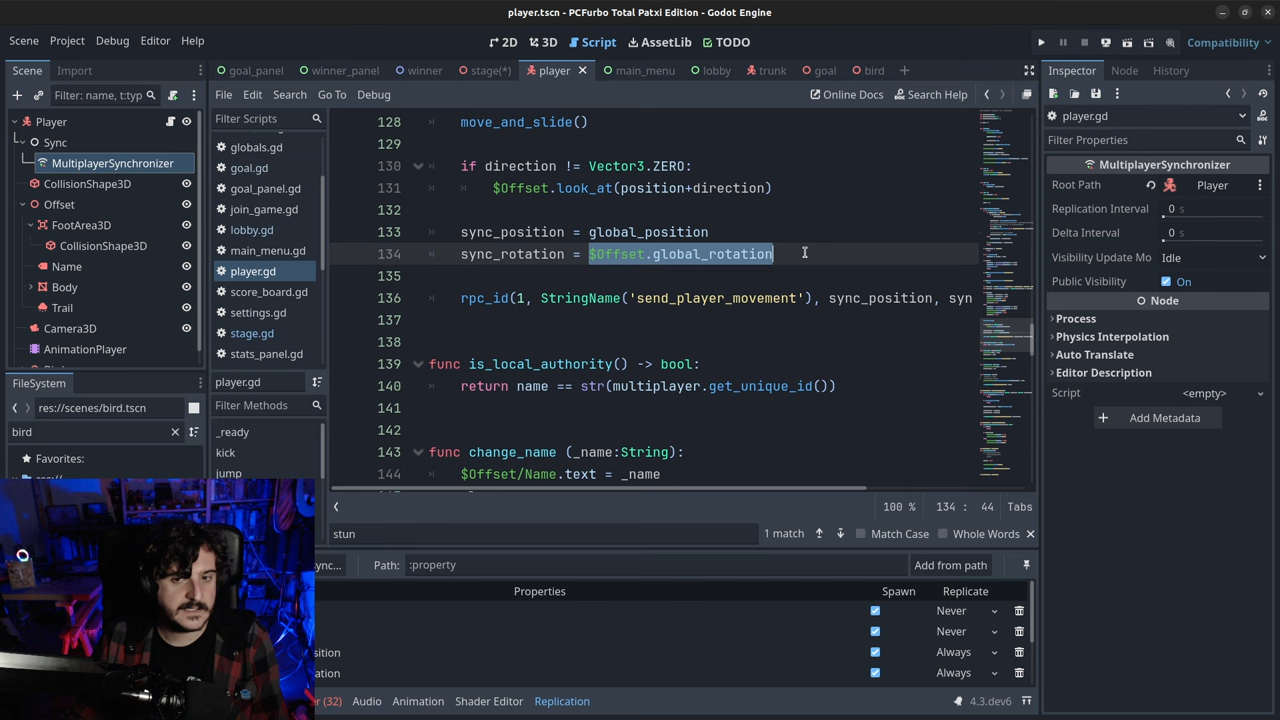 player.tscn - PCFurbo Total Patxi Edition - Godot Engine
Scene Project Debug Editor Help
2D 3D Script AssetLib TODO
Compatibility
Scene Import
goal_panel winner_panel winner stage(*) player main_menu lobby trunk goal bird
Inspector Node History
Filter: name, t:typ
File Edit Search Go To Debug
Online Docs Search Help
Player
Sync
MultiplayerSynchronizer
CollisionShape3D
Offset
FootArea3D
CollisionShape3D
Name
Body
Trail
Camera3D
AnimationPlayer
FileSystem
res://scenes/bird.tscn
bird
Favorites:
Filter Scripts
globals.gd
goal.gd
goal_panel.gd
join_game.gd
lobby.gd
main_menu.gd
player.gd
score_board.gd
settings.gd
stage.gd
stats_panel.gd
player.gd
Filter Methods
_ready
kick
jump
128 move_and_slide()
129
130 if direction != Vector3.ZERO:
131 $Offset.look_at(position+direction)
132
133 sync_position = global_position
134 sync_rotation = $Offset.global_rotation
135
136 rpc_id(1, StringName('send_player_movement'), sync_position, syn
137
138
139 func is_local_authority() -> bool:
140 return name == str(multiplayer.get_unique_id())
141
142
143 func change_name (_name:String):
144 $Offset/Name.text = _name
100 % 134 : 44 Tabs
stun 1 match Match Case Whole Words
ync... Path: :property Add from path
Properties Spawn Replicate
Never
Never
sition Always
ation Always
r (32) Audio Animation Shader Editor Replication 4.3.dev6
player.gd
Filter Properties
MultiplayerSynchronizer
Root Path Player
Replication Interval 0 s
Delta Interval 0 s
Visibility Update Mo Idle
Public Visibility On
Node
Process
Physics Interpolation
Auto Translate
Editor Description
Script <empty>
Add Metadata